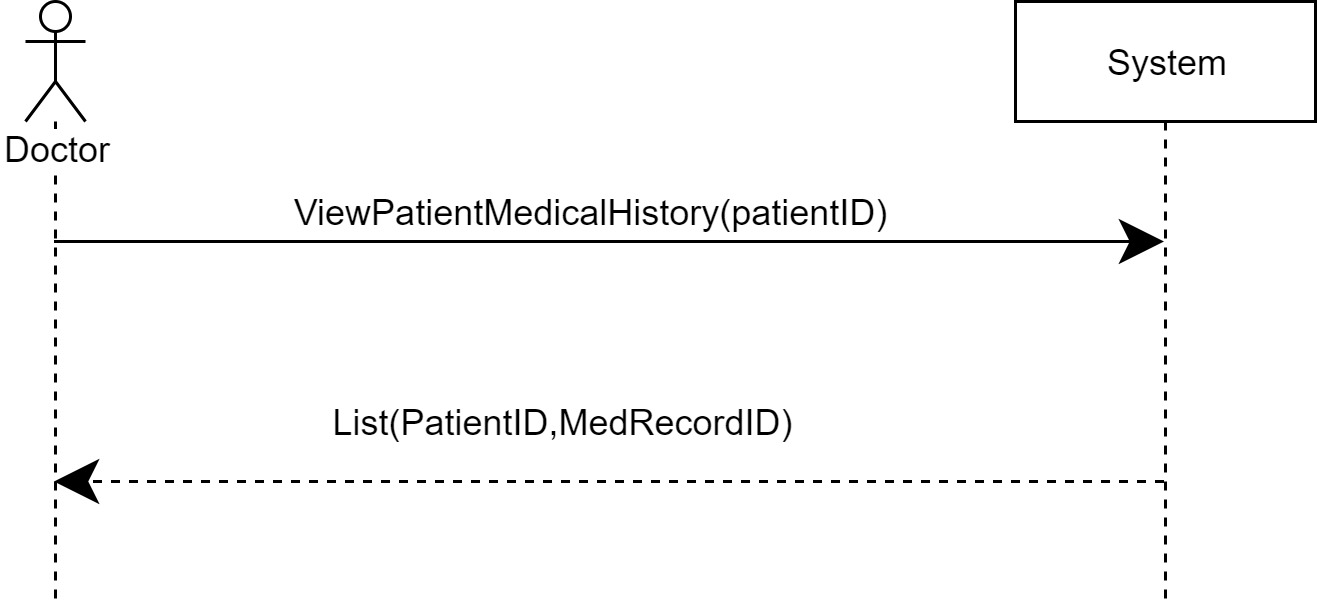 System
Doctor
ViewPatientMedicalHistory(patientID)
List(PatientID,MedRecordID)